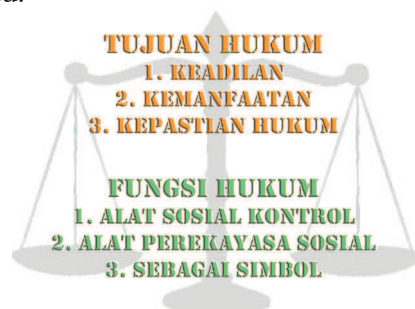 TUJUAN HUKUM
1. KEADILAN
2. KEMANFAATAN
3. KEPASTIAN HUKUM
FUNGSI HUKUM
1. ALAT SOSIAL KONTROL
2. ALAT PEREKAYASA SOSIAL
3. SEBAGAI SIMBOL